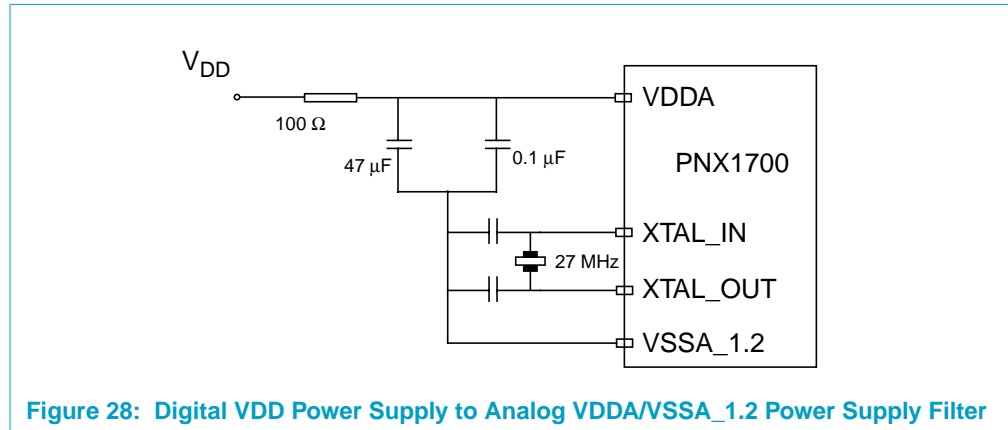 VDD
100 Ω
47 μF
0.1 μF
VDDA
PNX1700
XTAL_IN
27 MHz
XTAL_OUT
VSSA_1.2
Figure 28: Digital VDD Power Supply to Analog VDDA/VSSA_1.2 Power Supply Filter